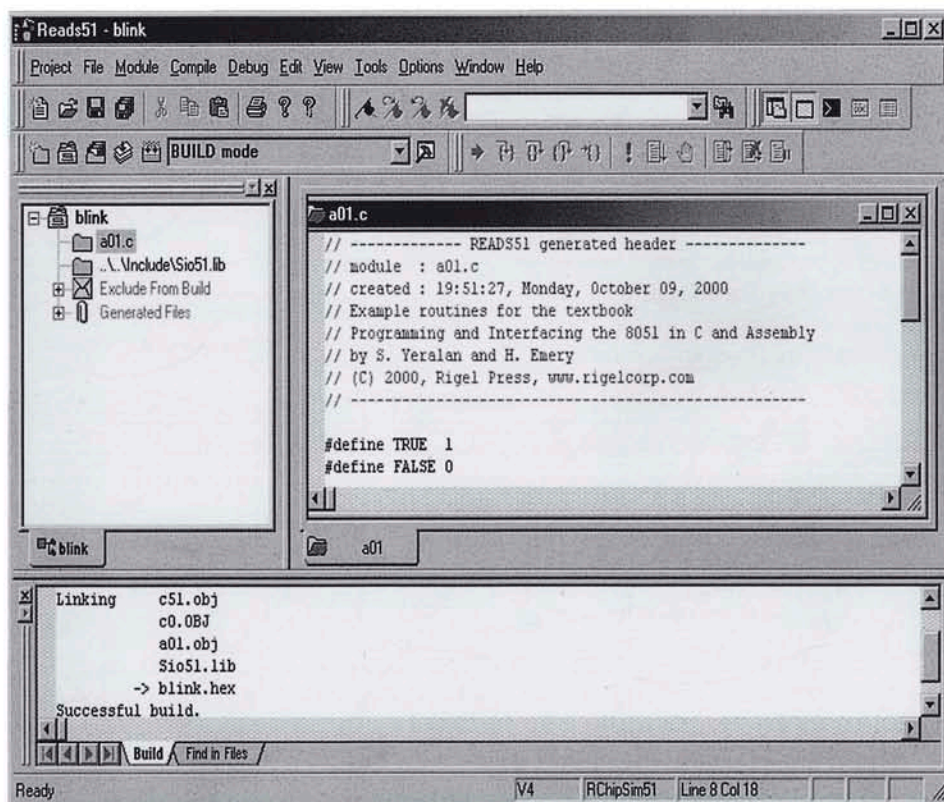 Reads51 - blink
Project File Module Compile Debug Edit View Tools Options Window Help
BUILD mode
blink
a01.c
..\..\Include\Sio51.lib
Exclude From Build
Generated Files
blink
a01.c
// ------------- READS51 generated header --------------
// module : a01.c
// created : 19:51:27, Monday, October 09, 2000
// Example routines for the textbook
// Programming and Interfacing the 8051 in C and Assembly
// by S. Yeralan and H. Emery
// (C) 2000, Rigel Press, www.rigelcorp.com
// -----------------------------------------------------
#define TRUE 1
#define FALSE 0
a01
Linking c51.obj
c0.OBJ
a01.obj
Sio51.lib
-> blink.hex
Successful build.
Build Find in Files
Ready V4 RChipSim51 Line 8 Col 18